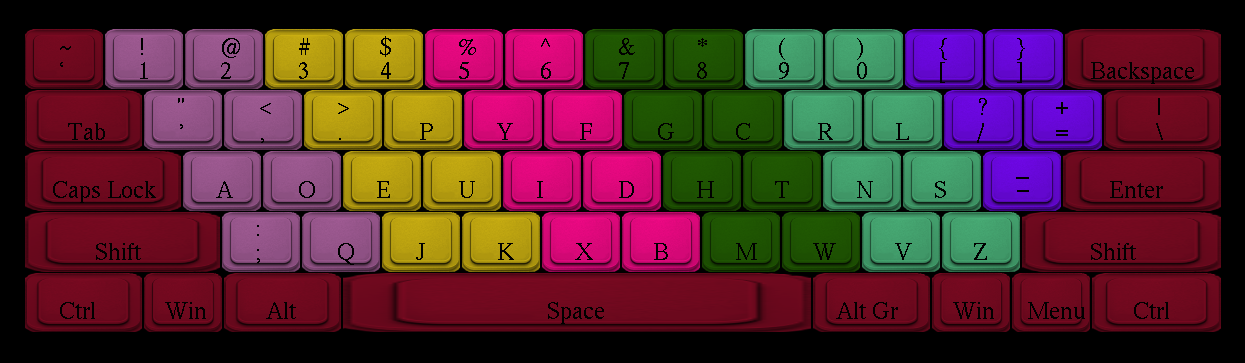 ~ ! @ # $ % ^ & * ( ) { }
` 1 2 3 4 5 6 7 8 9 0 [ ] Backspace
" < > ? + |
Tab ' , . P Y F G C R L / = \
Caps Lock A O E U I D H T N S _ - Enter
:
Shift ; Q J K X B M W V Z Shift
Ctrl Win Alt Space Alt Gr Win Menu Ctrl